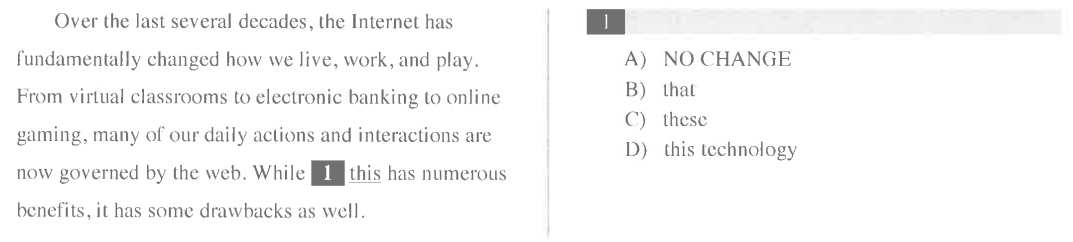 Over the last several decades, the Internet has
fundamentally changed how we live, work, and play.
From virtual classrooms to electronic banking to online
gaming, many of our daily actions and interactions are
now governed by the web. While 1 this has numerous
benefits, it has some drawbacks as well.
1
A) NO CHANGE
B) that
C) these
D) this technology